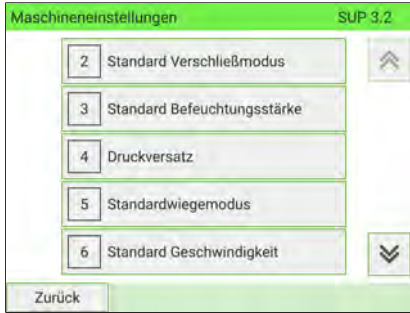 Maschineneinstellungen SUP 3.2
2 Standard Verschließmodus
3 Standard Befeuchtungsstärke
4 Druckversatz
5 Standardwiegemodus
6 Standard Geschwindigkeit
Zurück